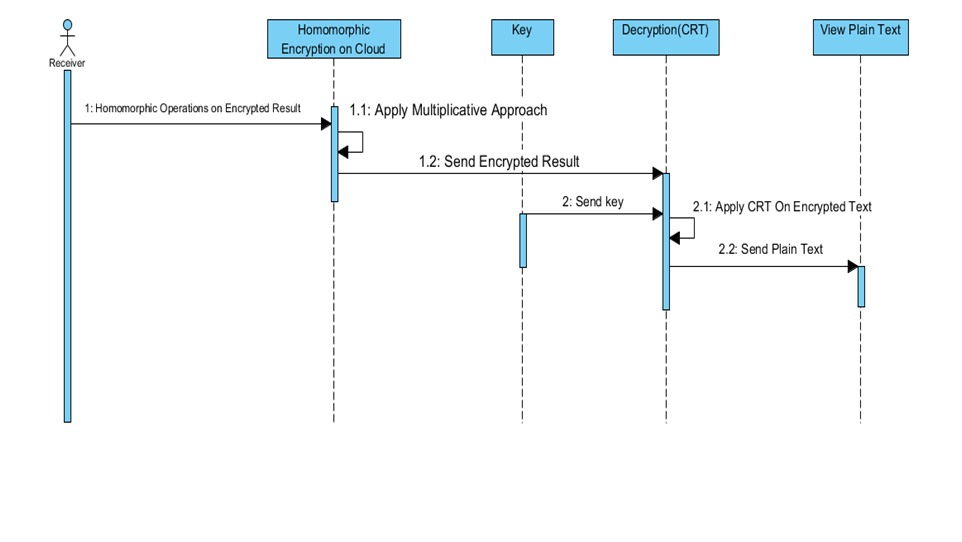 Homomorphic
Encryption on Cloud
Key
Decryption(CRT)
View Plain Text
Receiver
1: Homomorphic Operations on Encrypted Result
1.1: Apply Multiplicative Approach
1.2: Send Encrypted Result
2: Send key
2.1: Apply CRT On Encrypted Text
2.2: Send Plain Text